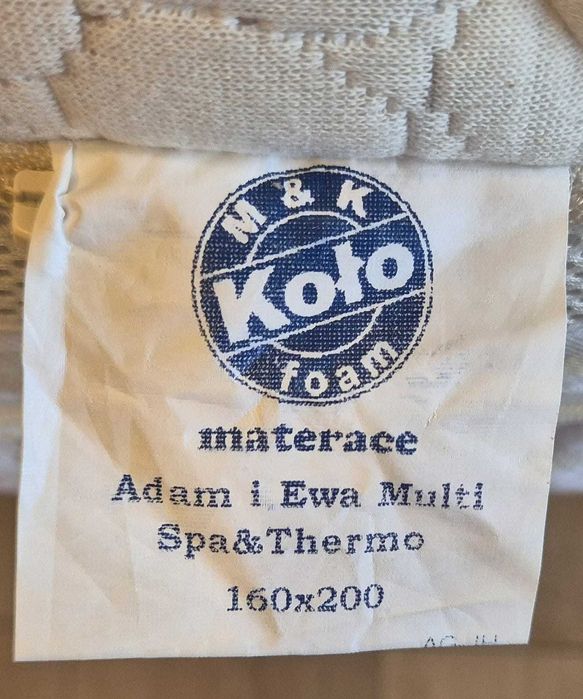 M & K
Koło
foam
materace
Adam i Ewa Multi
Spa&Thermo
160x200